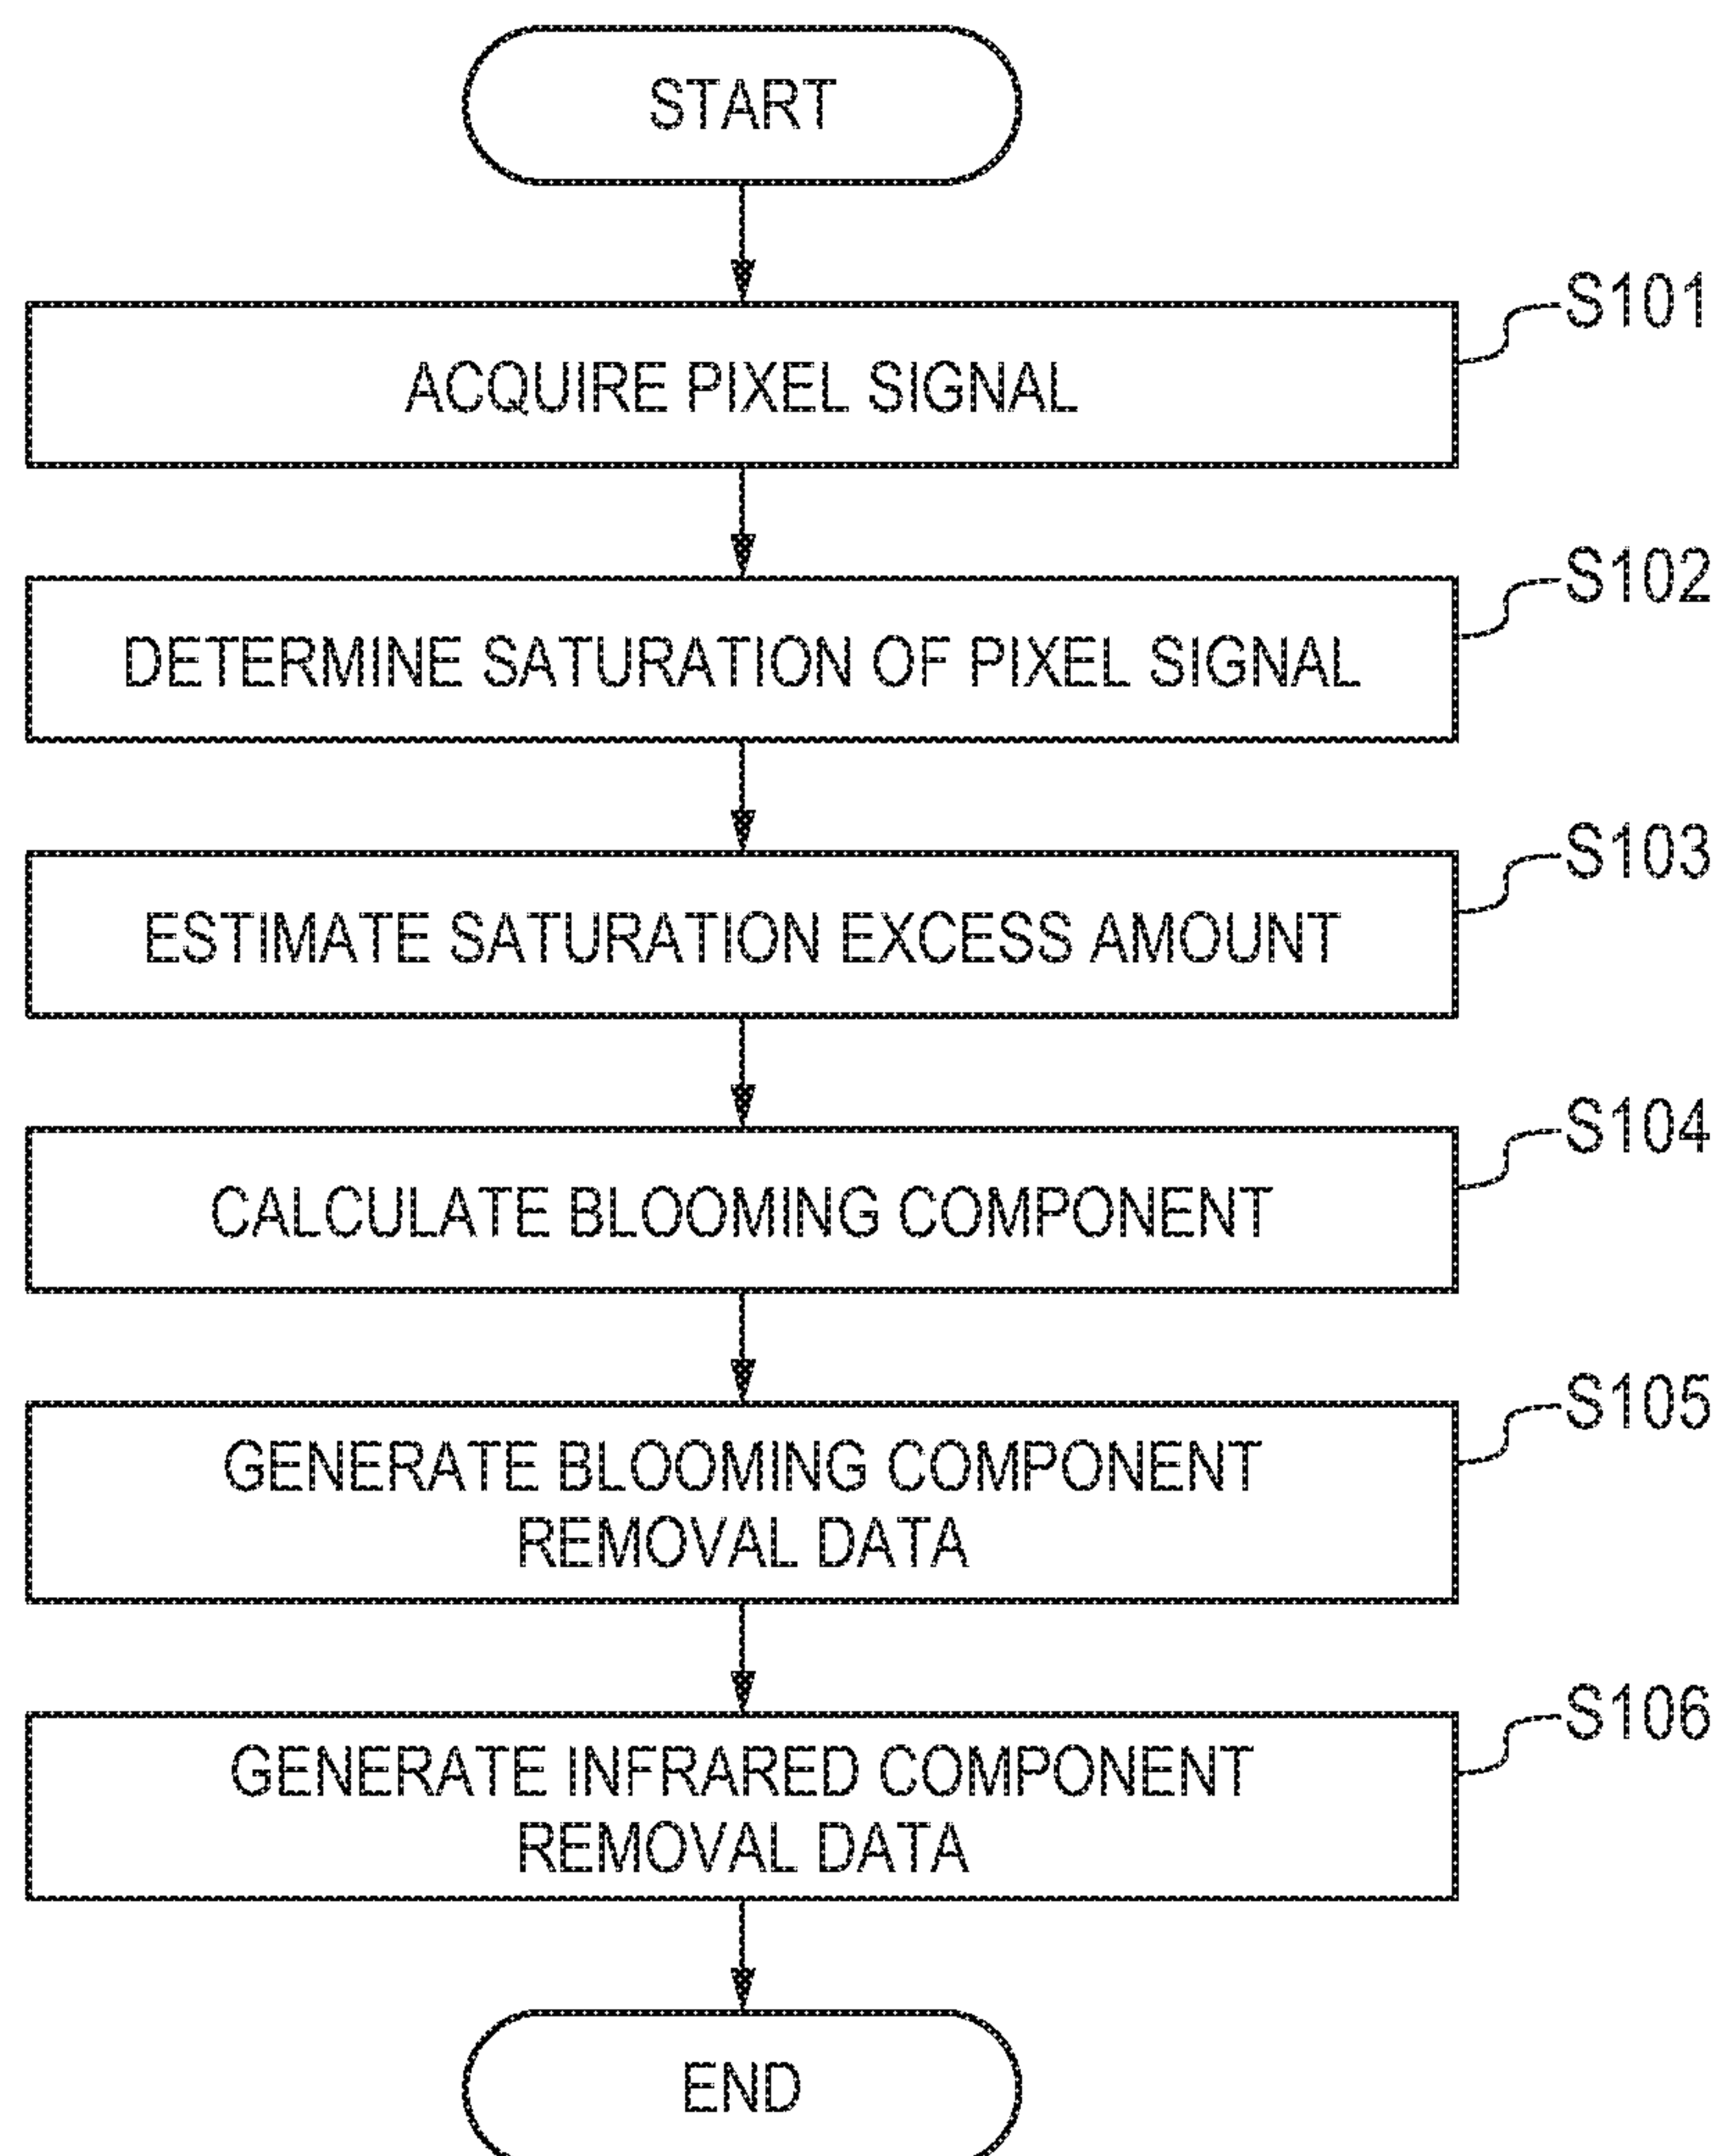 START
S101
ACQUIRE PIXEL SIGNAL
S102
DETERMINE SATURATION OF PIXEL SIGNAL
S103
ESTIMATE SATURATION EXCESS AMOUNT
S104
CALCULATE BLOOMING COMPONENT
S105
GENERATE BLOOMING COMPONENT
REMOVAL DATA
S106
GENERATE INFRARED COMPONENT
REMOVAL DATA
END